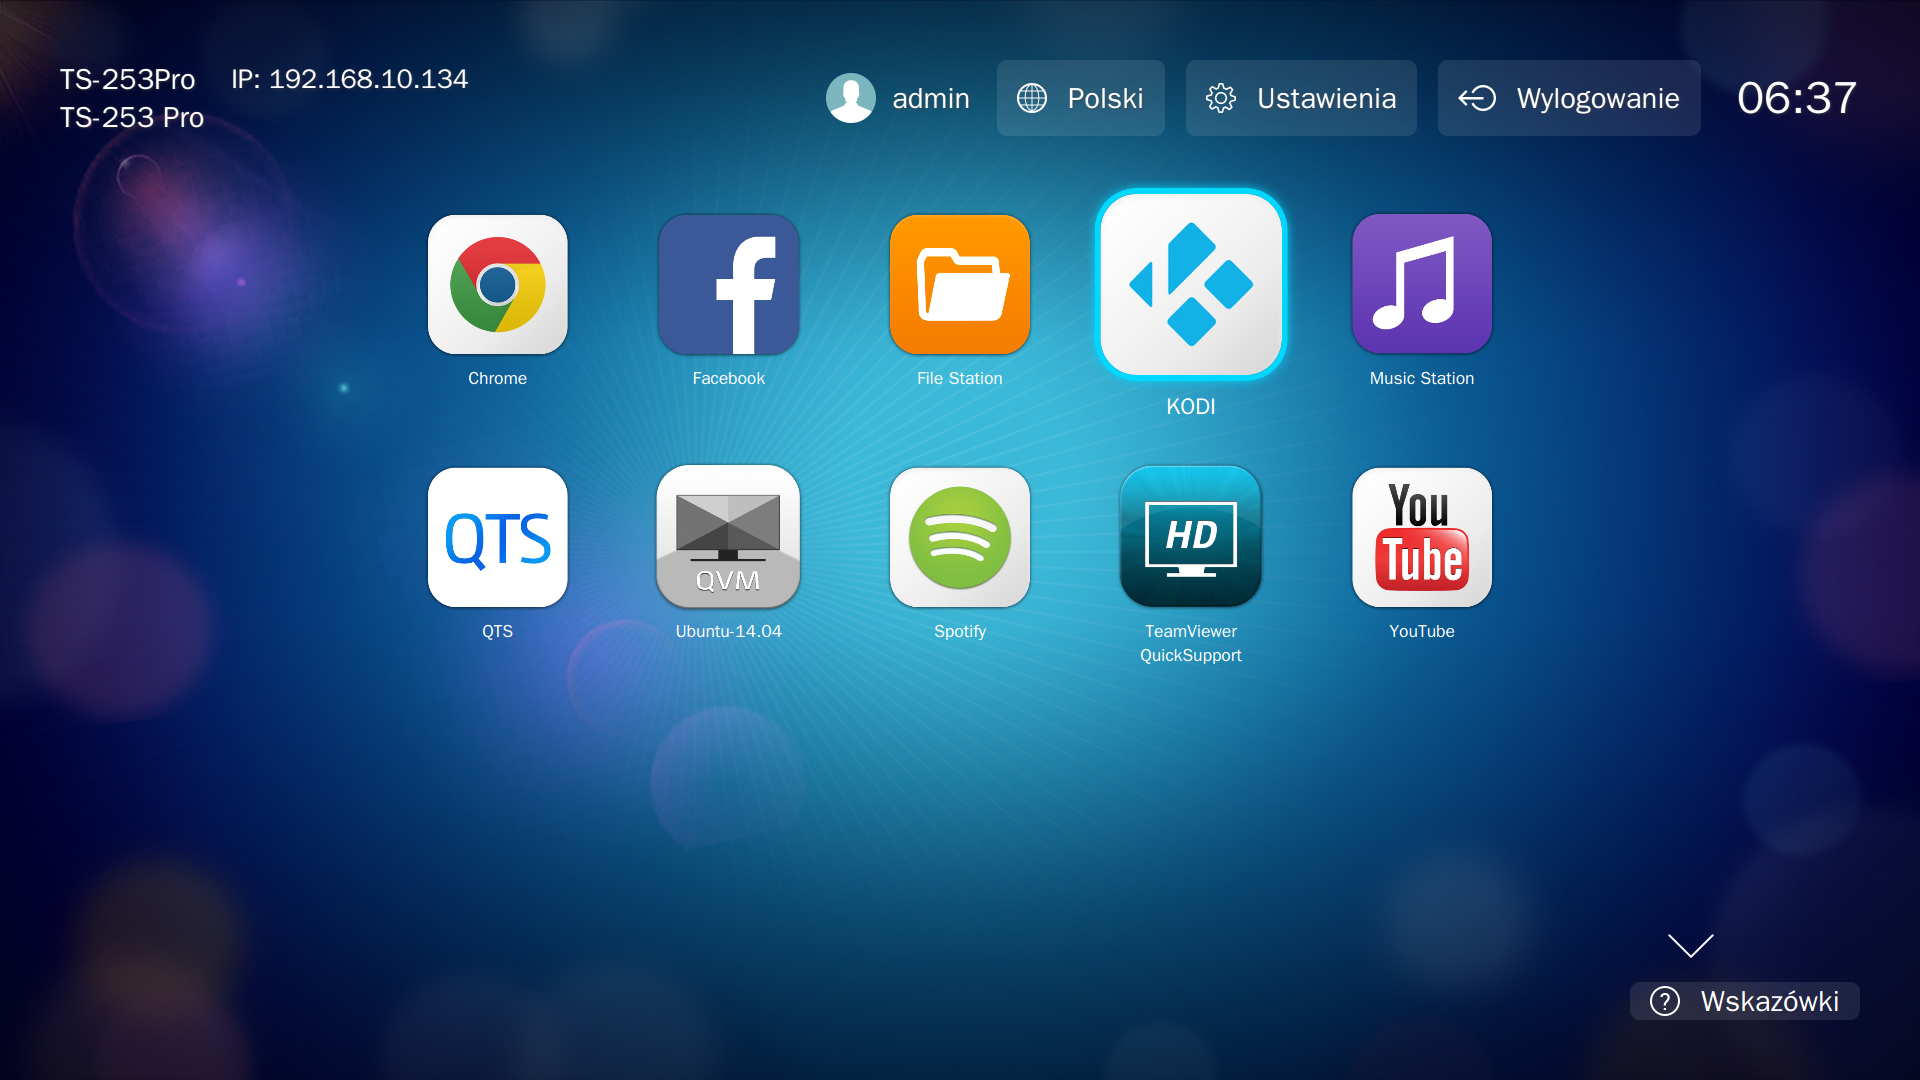 TS-253Pro IP: 192.168.10.134
TS-253 Pro
admin
Polski
Ustawienia
Wylogowanie
06:37
Chrome
Facebook
File Station
KODI
Music Station
QTS
QVM
HD
You
Tube
QTS
Ubuntu-14.04
Spotify
TeamViewer
QuickSupport
YouTube
? Wskazówki